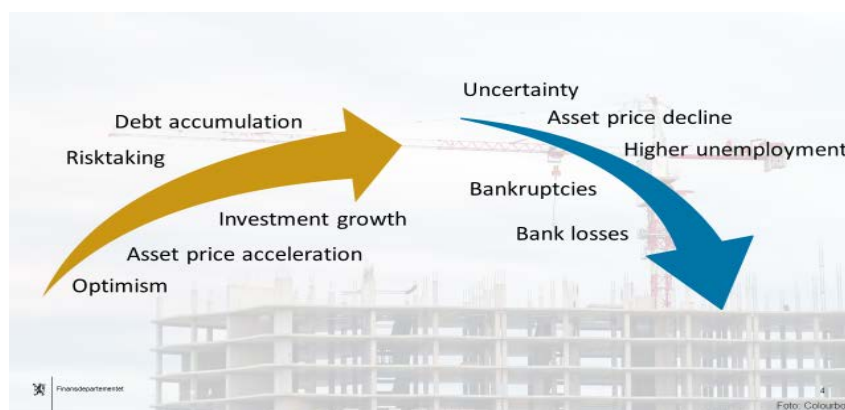 Uncertainty
Debt accumulation
Asset price decline
Risktaking
Higher unemployment
Bankruptcies
Investment growth
Bank losses
Asset price acceleration
Optimism
Finansdepartementet
4
Foto: Colourbo